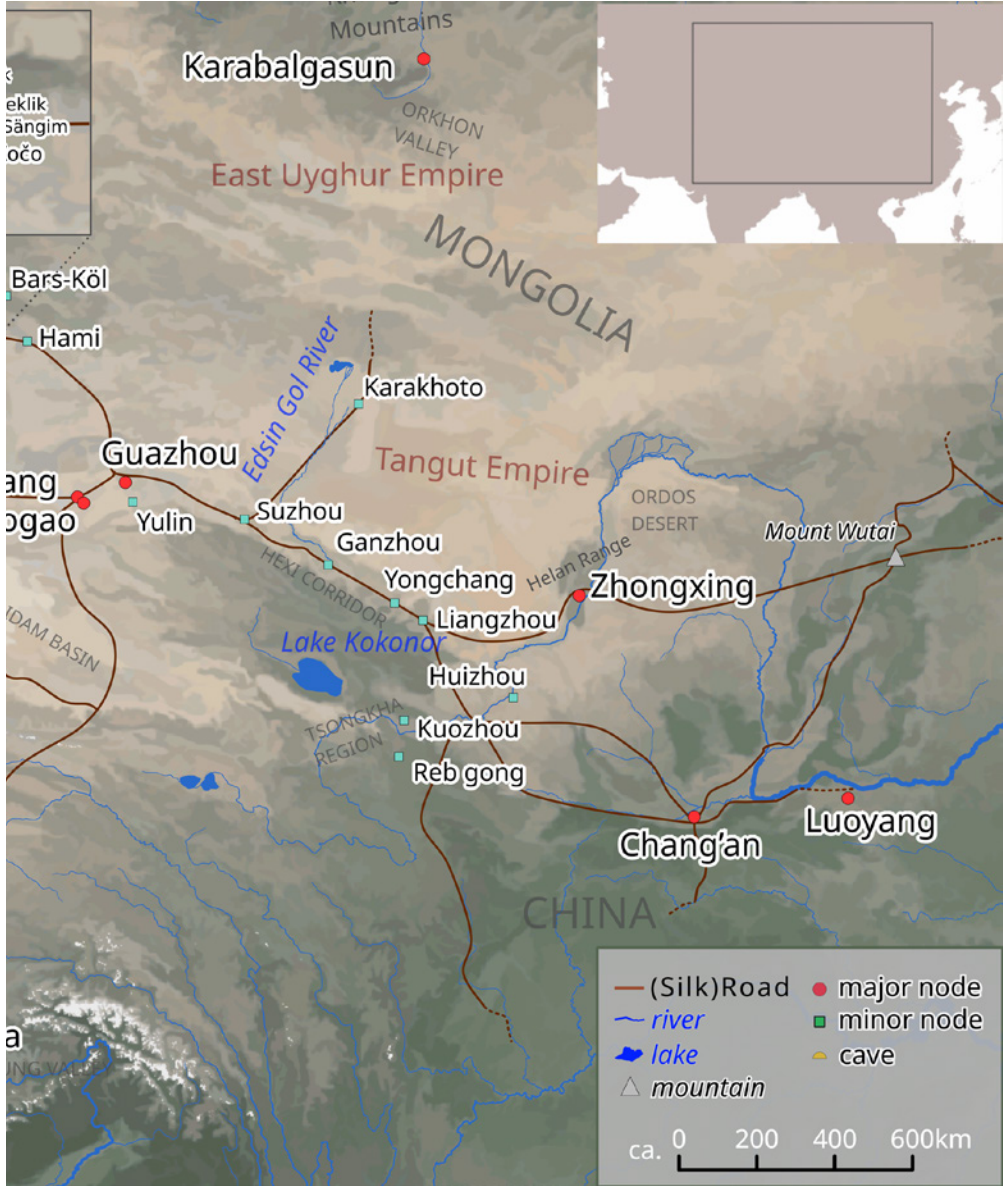 Mountains
Karabalgasun
ORKHON
VALLEY
eklik
Sängim
East Uyghur Empire
MONGOLIA
Bars-Köl
Hami
Edsin Gol River
Karakhoto
Guazhou
Tangut Empire
ang
ogao
Yulin
Suzhou
ORDOS
DESERT
Mount Wutai
Ganzhou
HEXI CORRIDOR
Helan Range
Yongchang
Zhongxing
Liangzhou
IDAM BASIN
Lake Kokonor
Huizhou
TSONGKHA
REGION
Kuozhou
Reb gong
Luoyang
Chang'an
CHINA
(Silk)Road
major node
river
minor node
lake
cave
mountain
ca. 0 200 400 600km
a